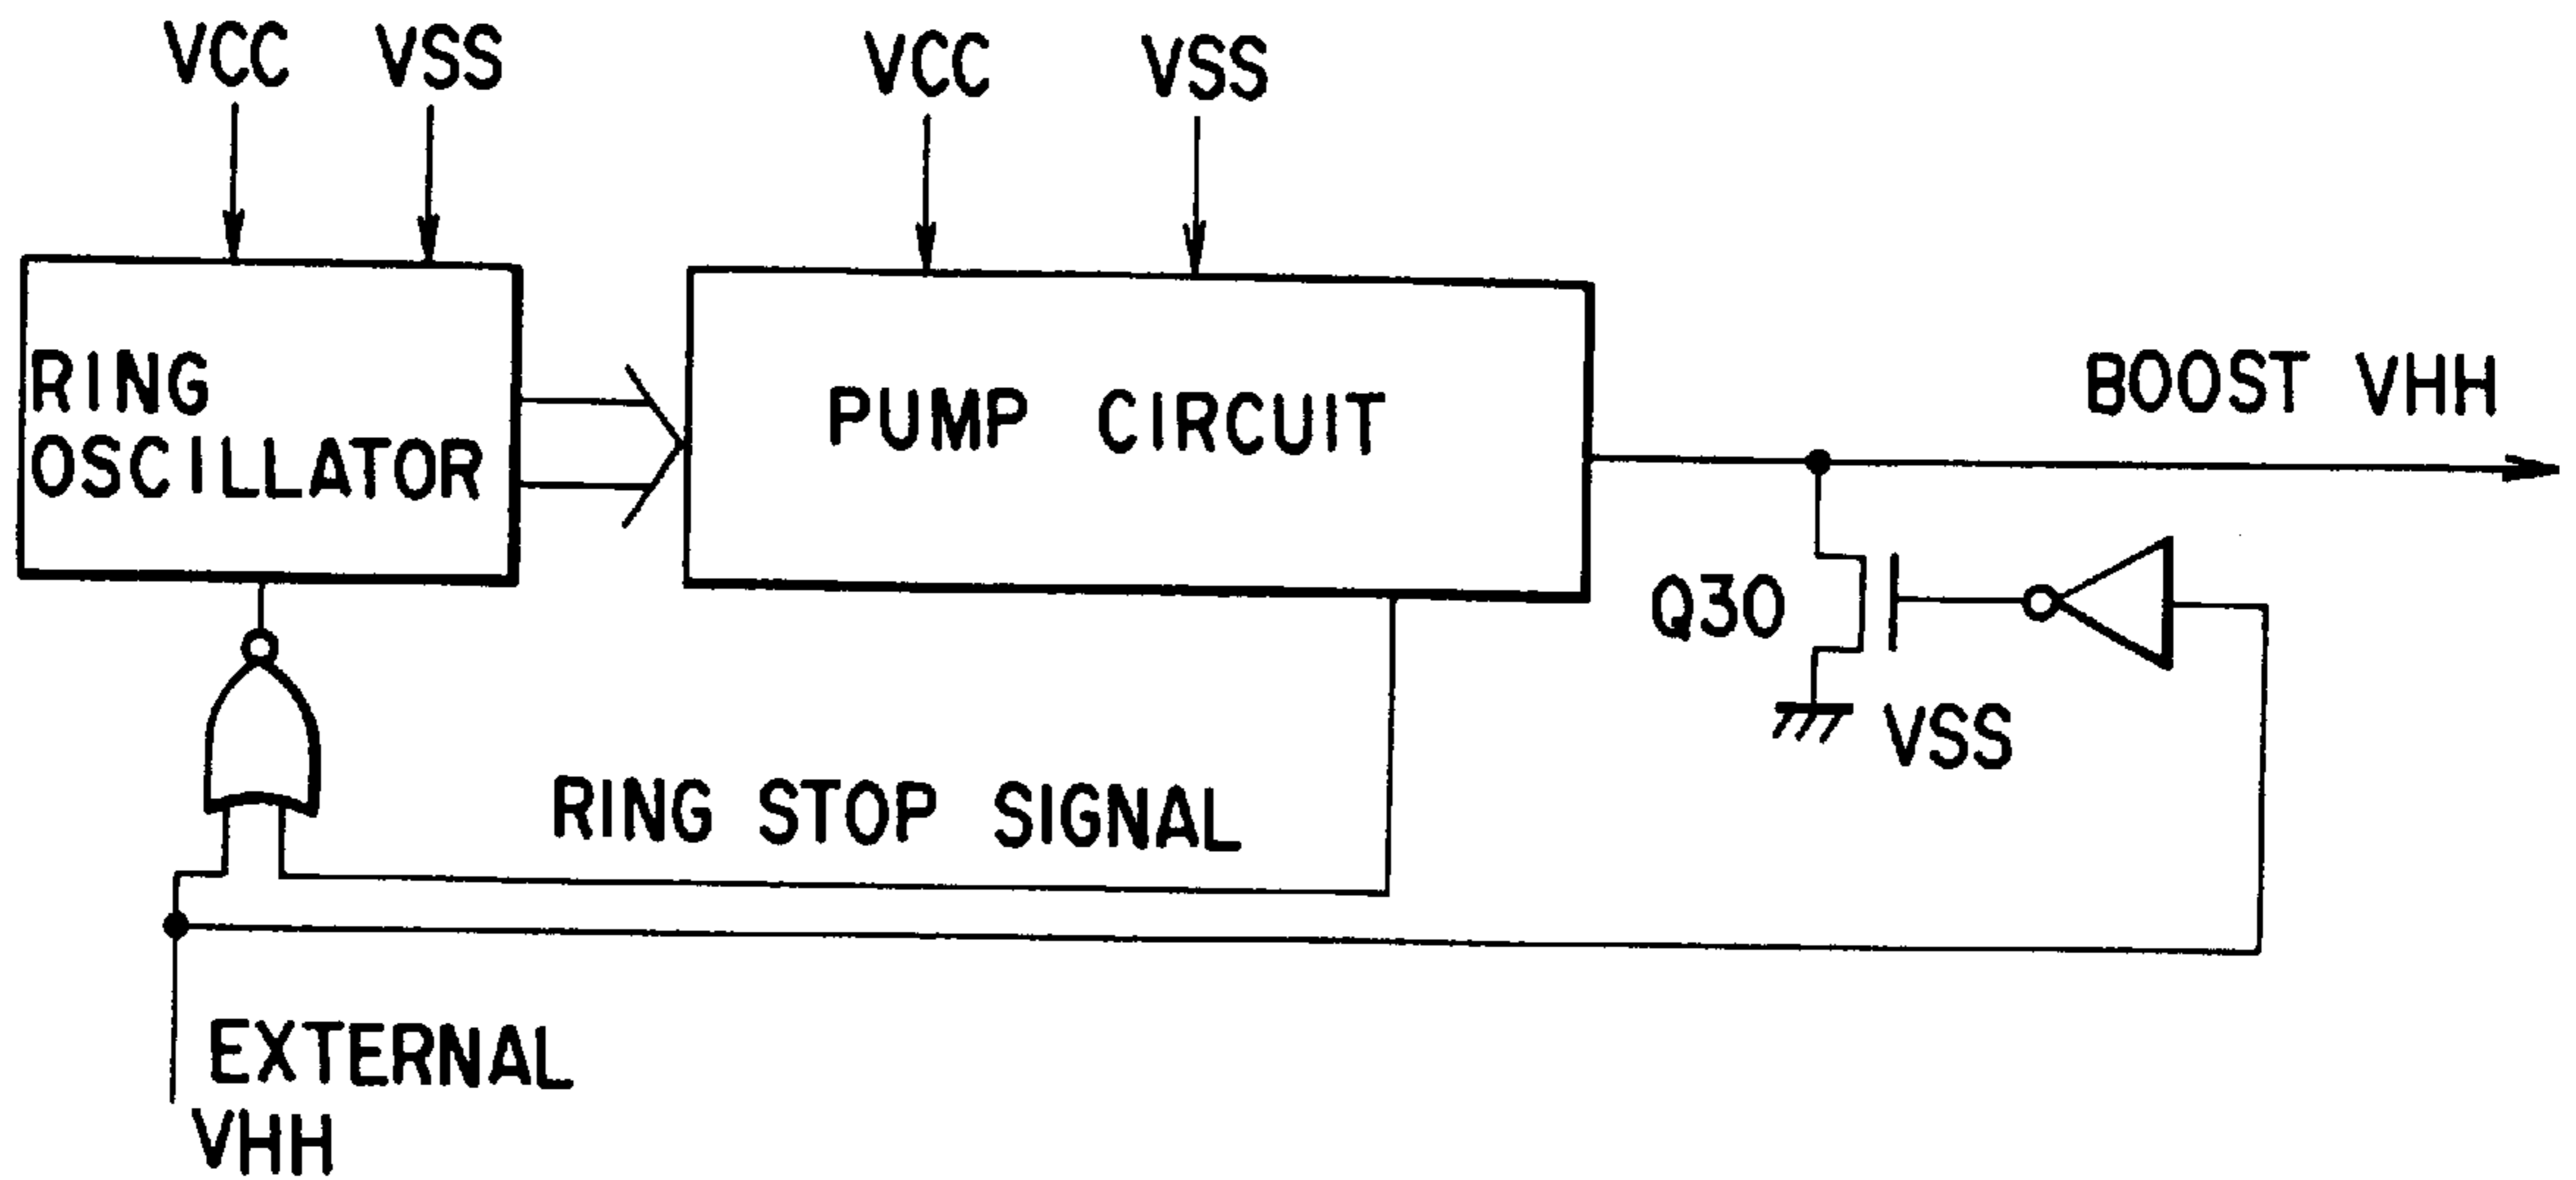 VCC VSS VCC VSS
RING
OSCILLATOR
PUMP CIRCUIT
BOOST VHH
Q30
VSS
RING STOP SIGNAL
EXTERNAL
VHH